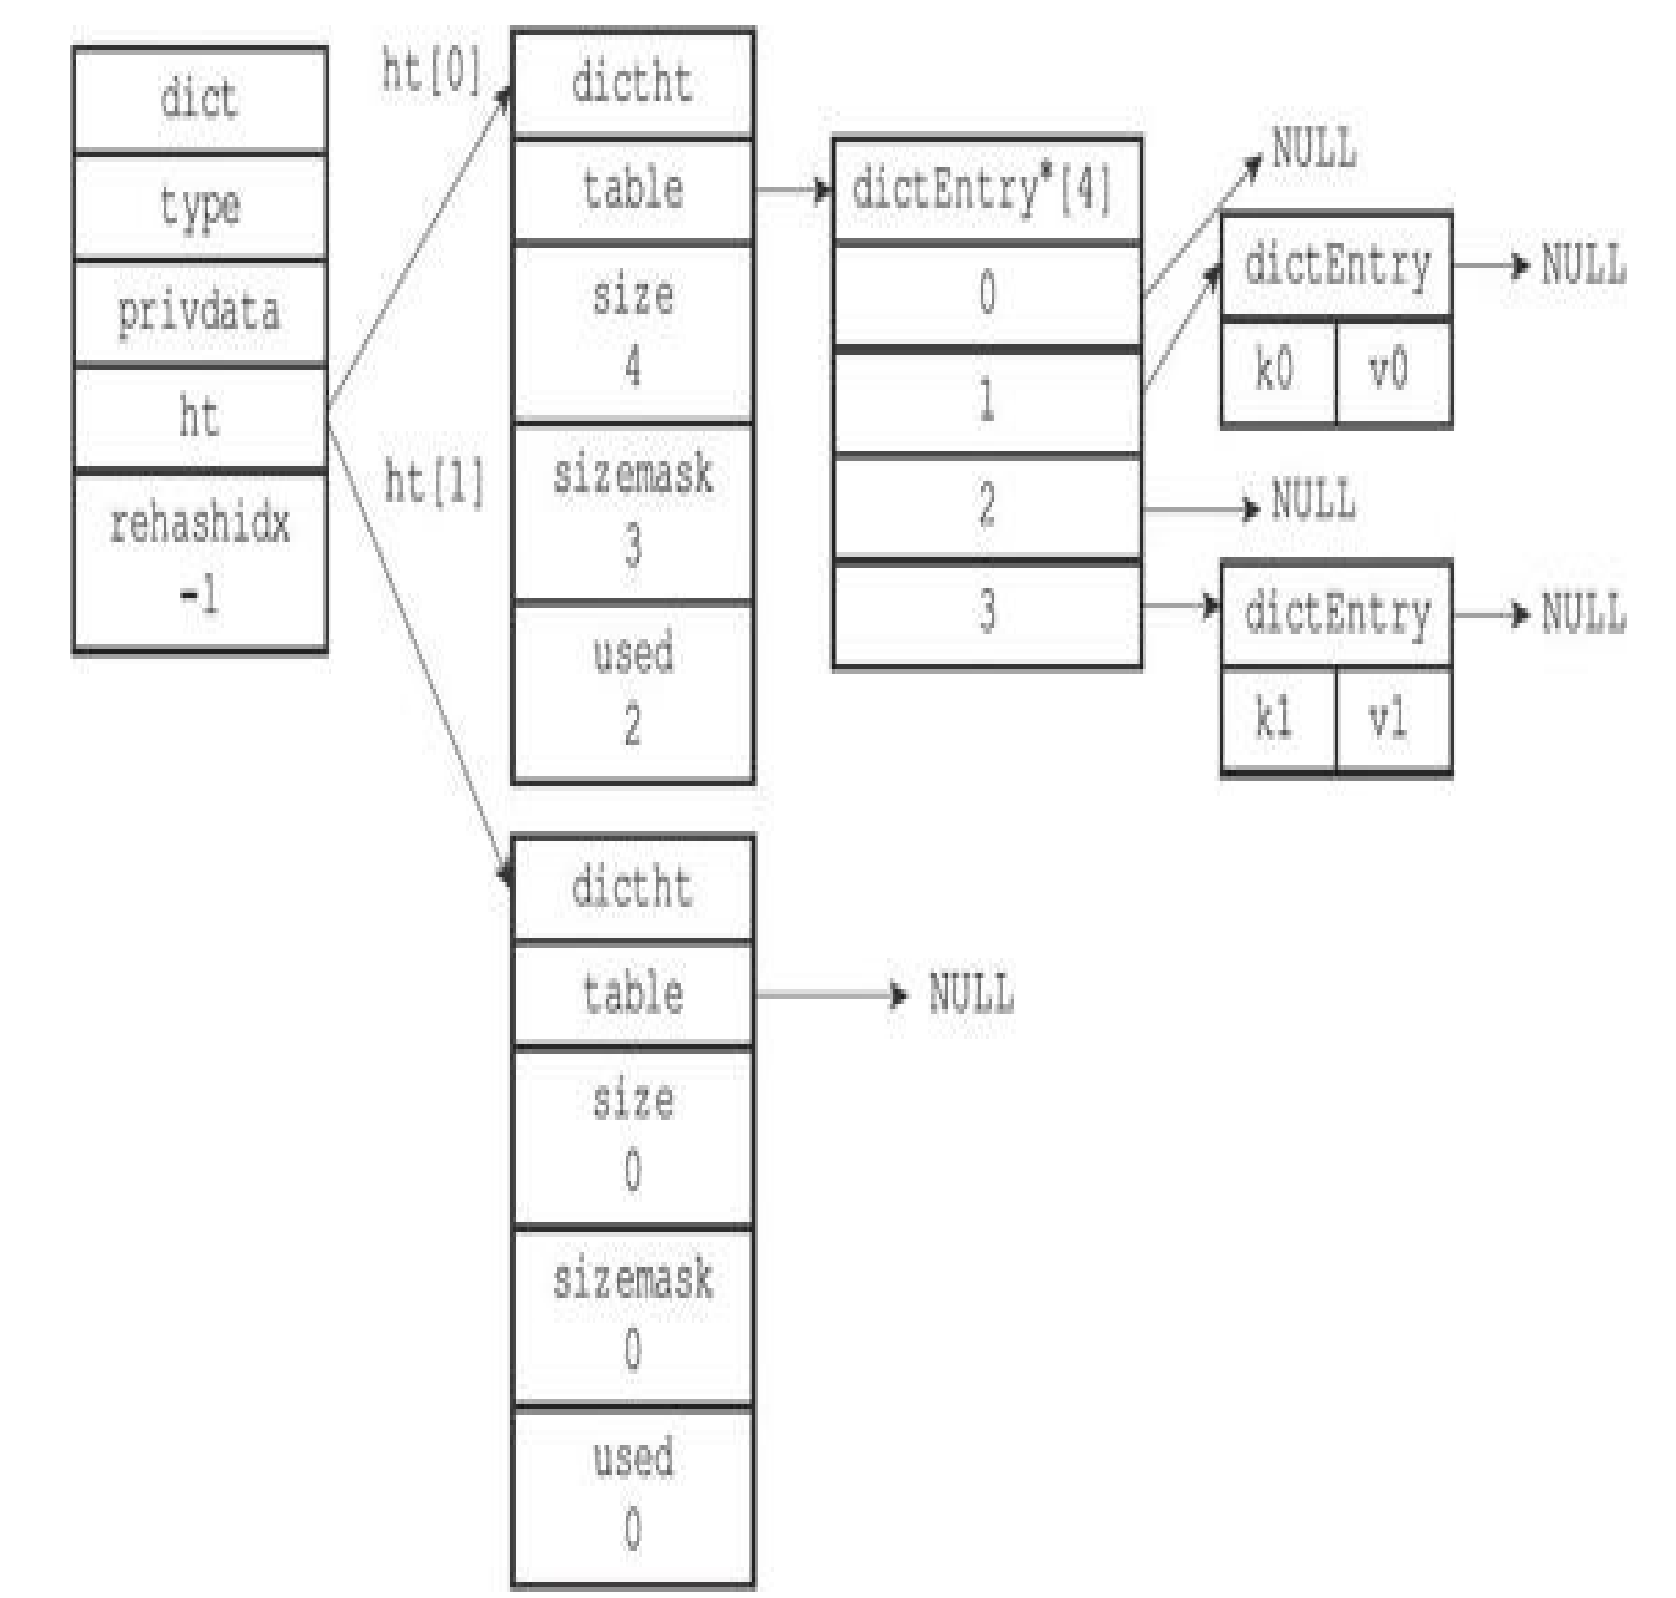 dict
type
privdata
ht
rehashidx
-1
ht[0]
ht[1]
dictht
table
size
4
sizemask
3
used
2
dictEntry*[4]
0
1
2
3
NULL
dictEntry
k0 v0
NULL
NULL
dictEntry
k1 v1
NULL
dictht
table
NULL
size
0
sizemask
0
used
0